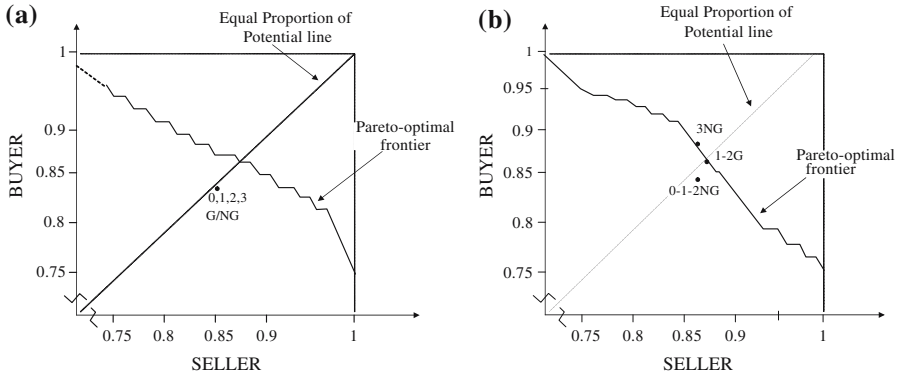 (a)
Equal Proportion of
Potential line
1
0.9
0.85
0.8
0.75
BUYER
Pareto-optimal
frontier
0,1,2,3
G/NG
0.75
0.8
0.85
0.9
1
SELLER
(b)
Equal Proportion of
Potential line
1
0.95
0.9
0.85
0.8
0.75
BUYER
3NG
1-2G
0-1-2NG
Pareto-optimal
frontier
0.75
0.8
0.85
0.9
1
SELLER